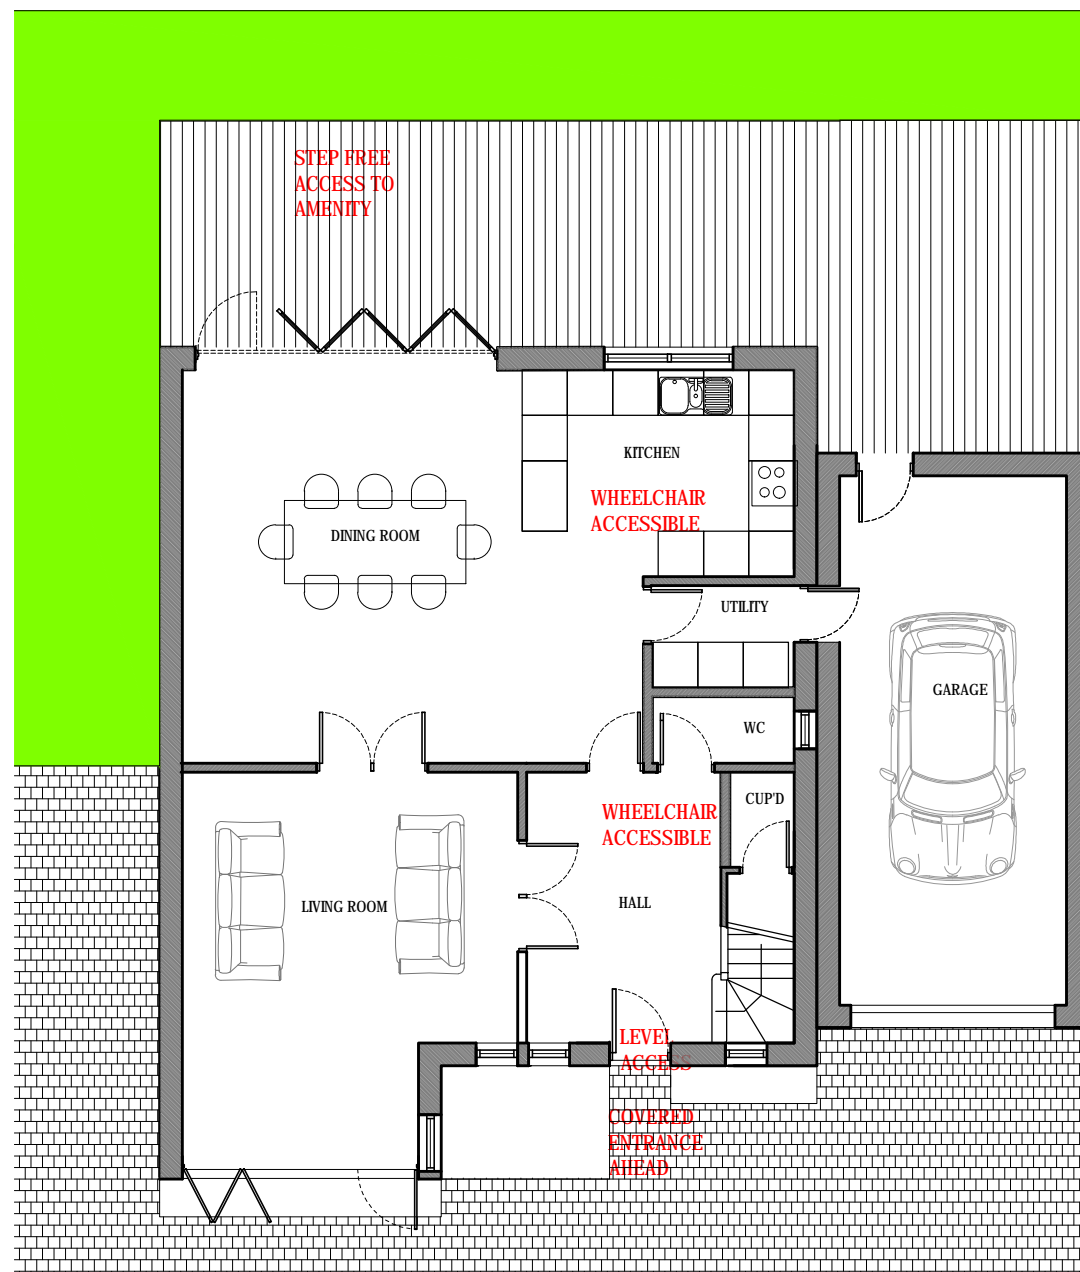 STEP FREE
ACCESS TO
AMENITY
KITCHEN
WHEELCHAIR
ACCESSIBLE
DINING ROOM
UTILITY
GARAGE
WC
CUP'D
WHEELCHAIR
ACCESSIBLE
LIVING ROOM
HALL
LEVEL
ACCESS
COVERED
ENTRANCE
AHEAD